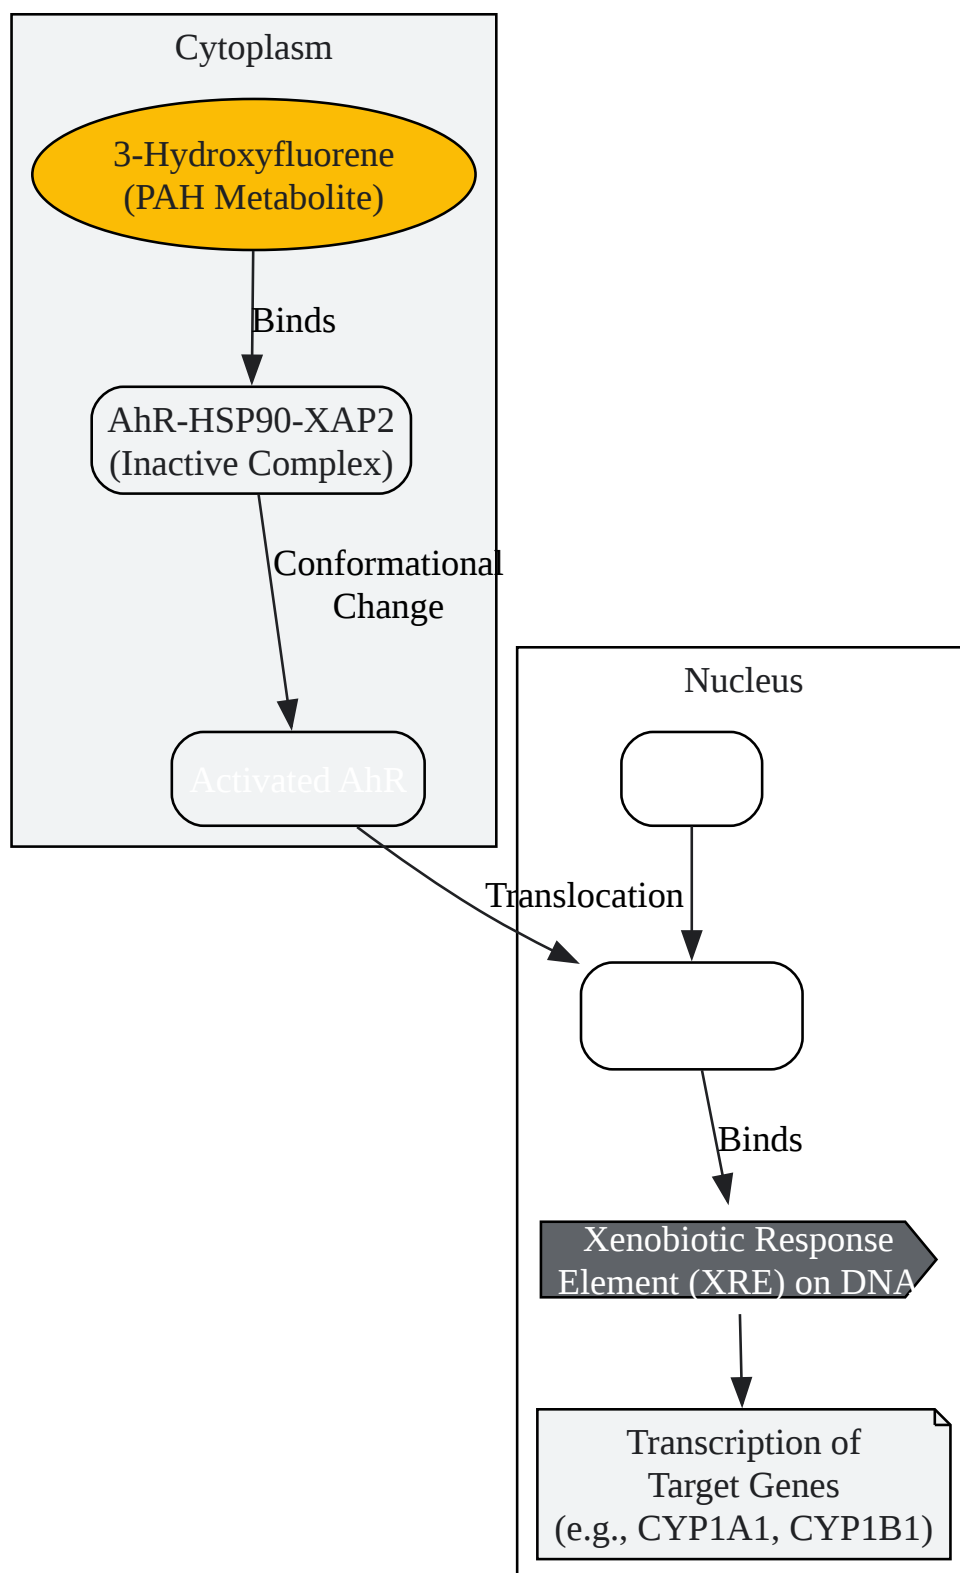 Cytoplasm
3-Hydroxyfluorene
(PAH Metabolite)
Binds
AhR-HSP90-XAP2
(Inactive Complex)
Conformational
Change
Activated AhR
Nucleus
Translocation
Binds
Xenobiotic Response
Element (XRE) on DNA
Transcription of
Target Genes
(e.g., CYP1A1, CYP1B1)